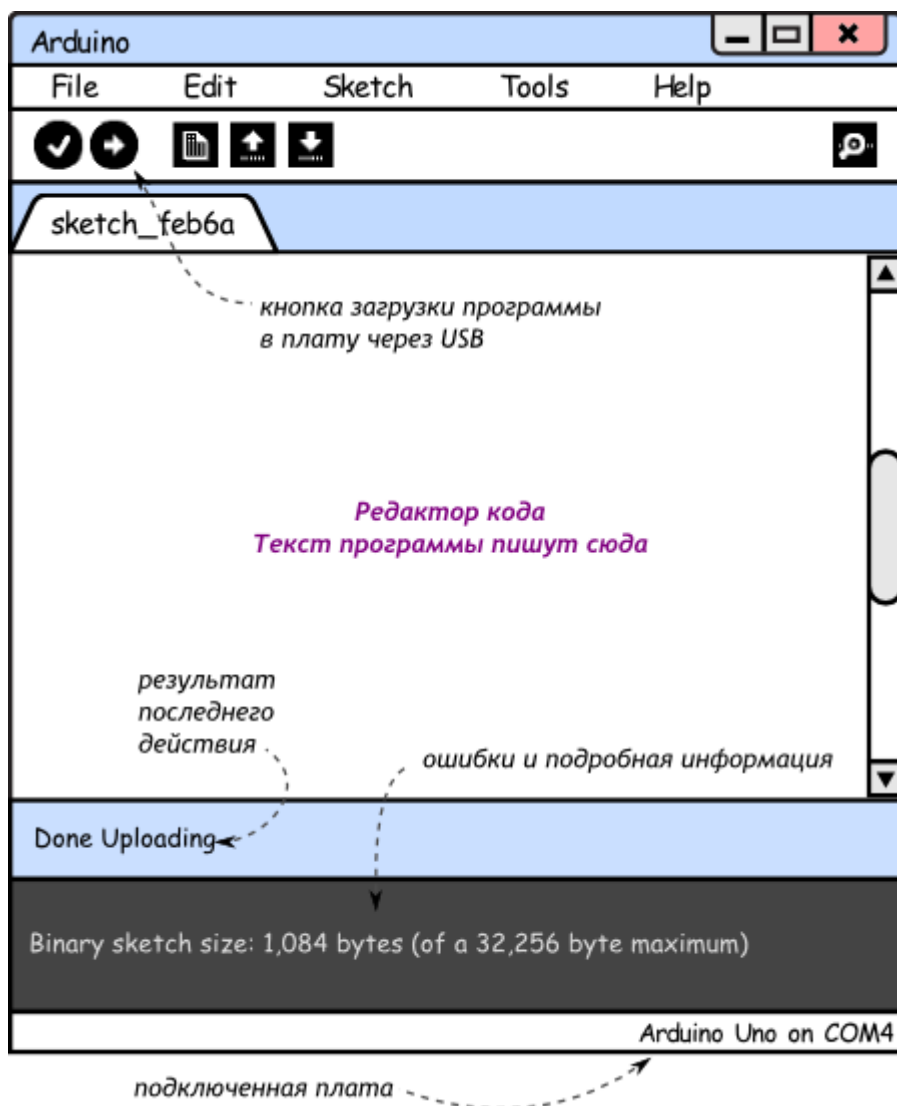 Arduino
File Edit Sketch Tools Help
sketch_feb6a
кнопка загрузки программы
в плату через USB
Редактор кода
Текст программы пишут сюда
результат
последнего
действия
ошибки и подробная информация
Done Uploading
Binary sketch size: 1,084 bytes (of a 32,256 byte maximum)
Arduino Uno on COM4
подключенная плата